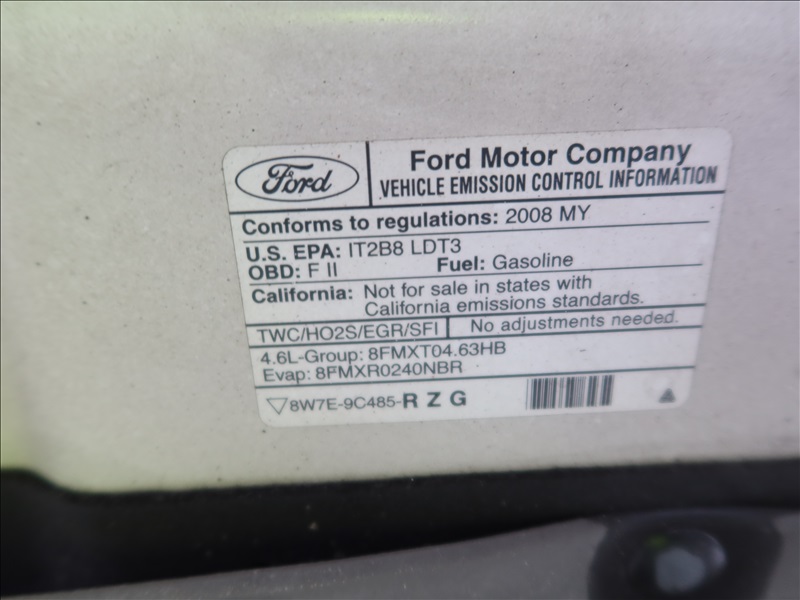 Ford
Ford Motor Company
VEHICLE EMISSION CONTROL INFORMATION
Conforms to regulations: 2008 MY
U.S. EPA: IT2B8 LDT3
OBD: F II Fuel: Gasoline
California: Not for sale in states with
California emissions standards.
TWC/HO2S/EGR/SFI No adjustments needed.
4.6L-Group: 8FMXT04.63HB
Evap: 8FMXR0240NBR
8W7E-9C485-R Z G